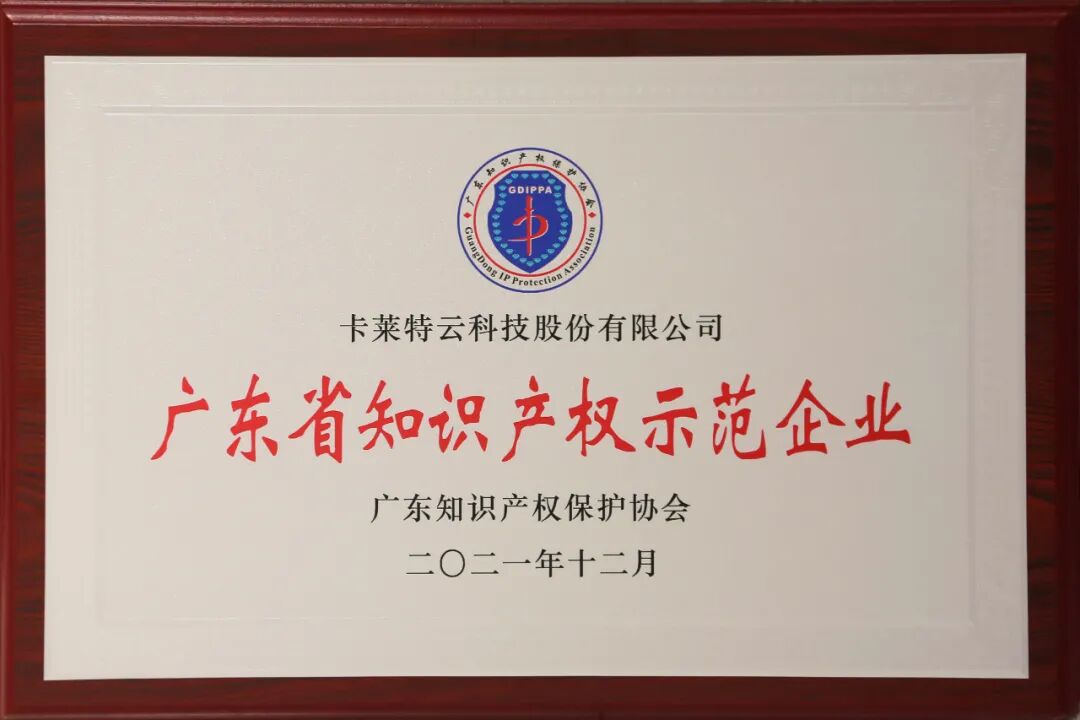 广东知识产权保护协会
GDIPPA
GuangDong IP Protection Association
卡莱特云科技股份有限公司
广东省知识产权示范企业
广东知识产权保护协会
二〇二一年十二月